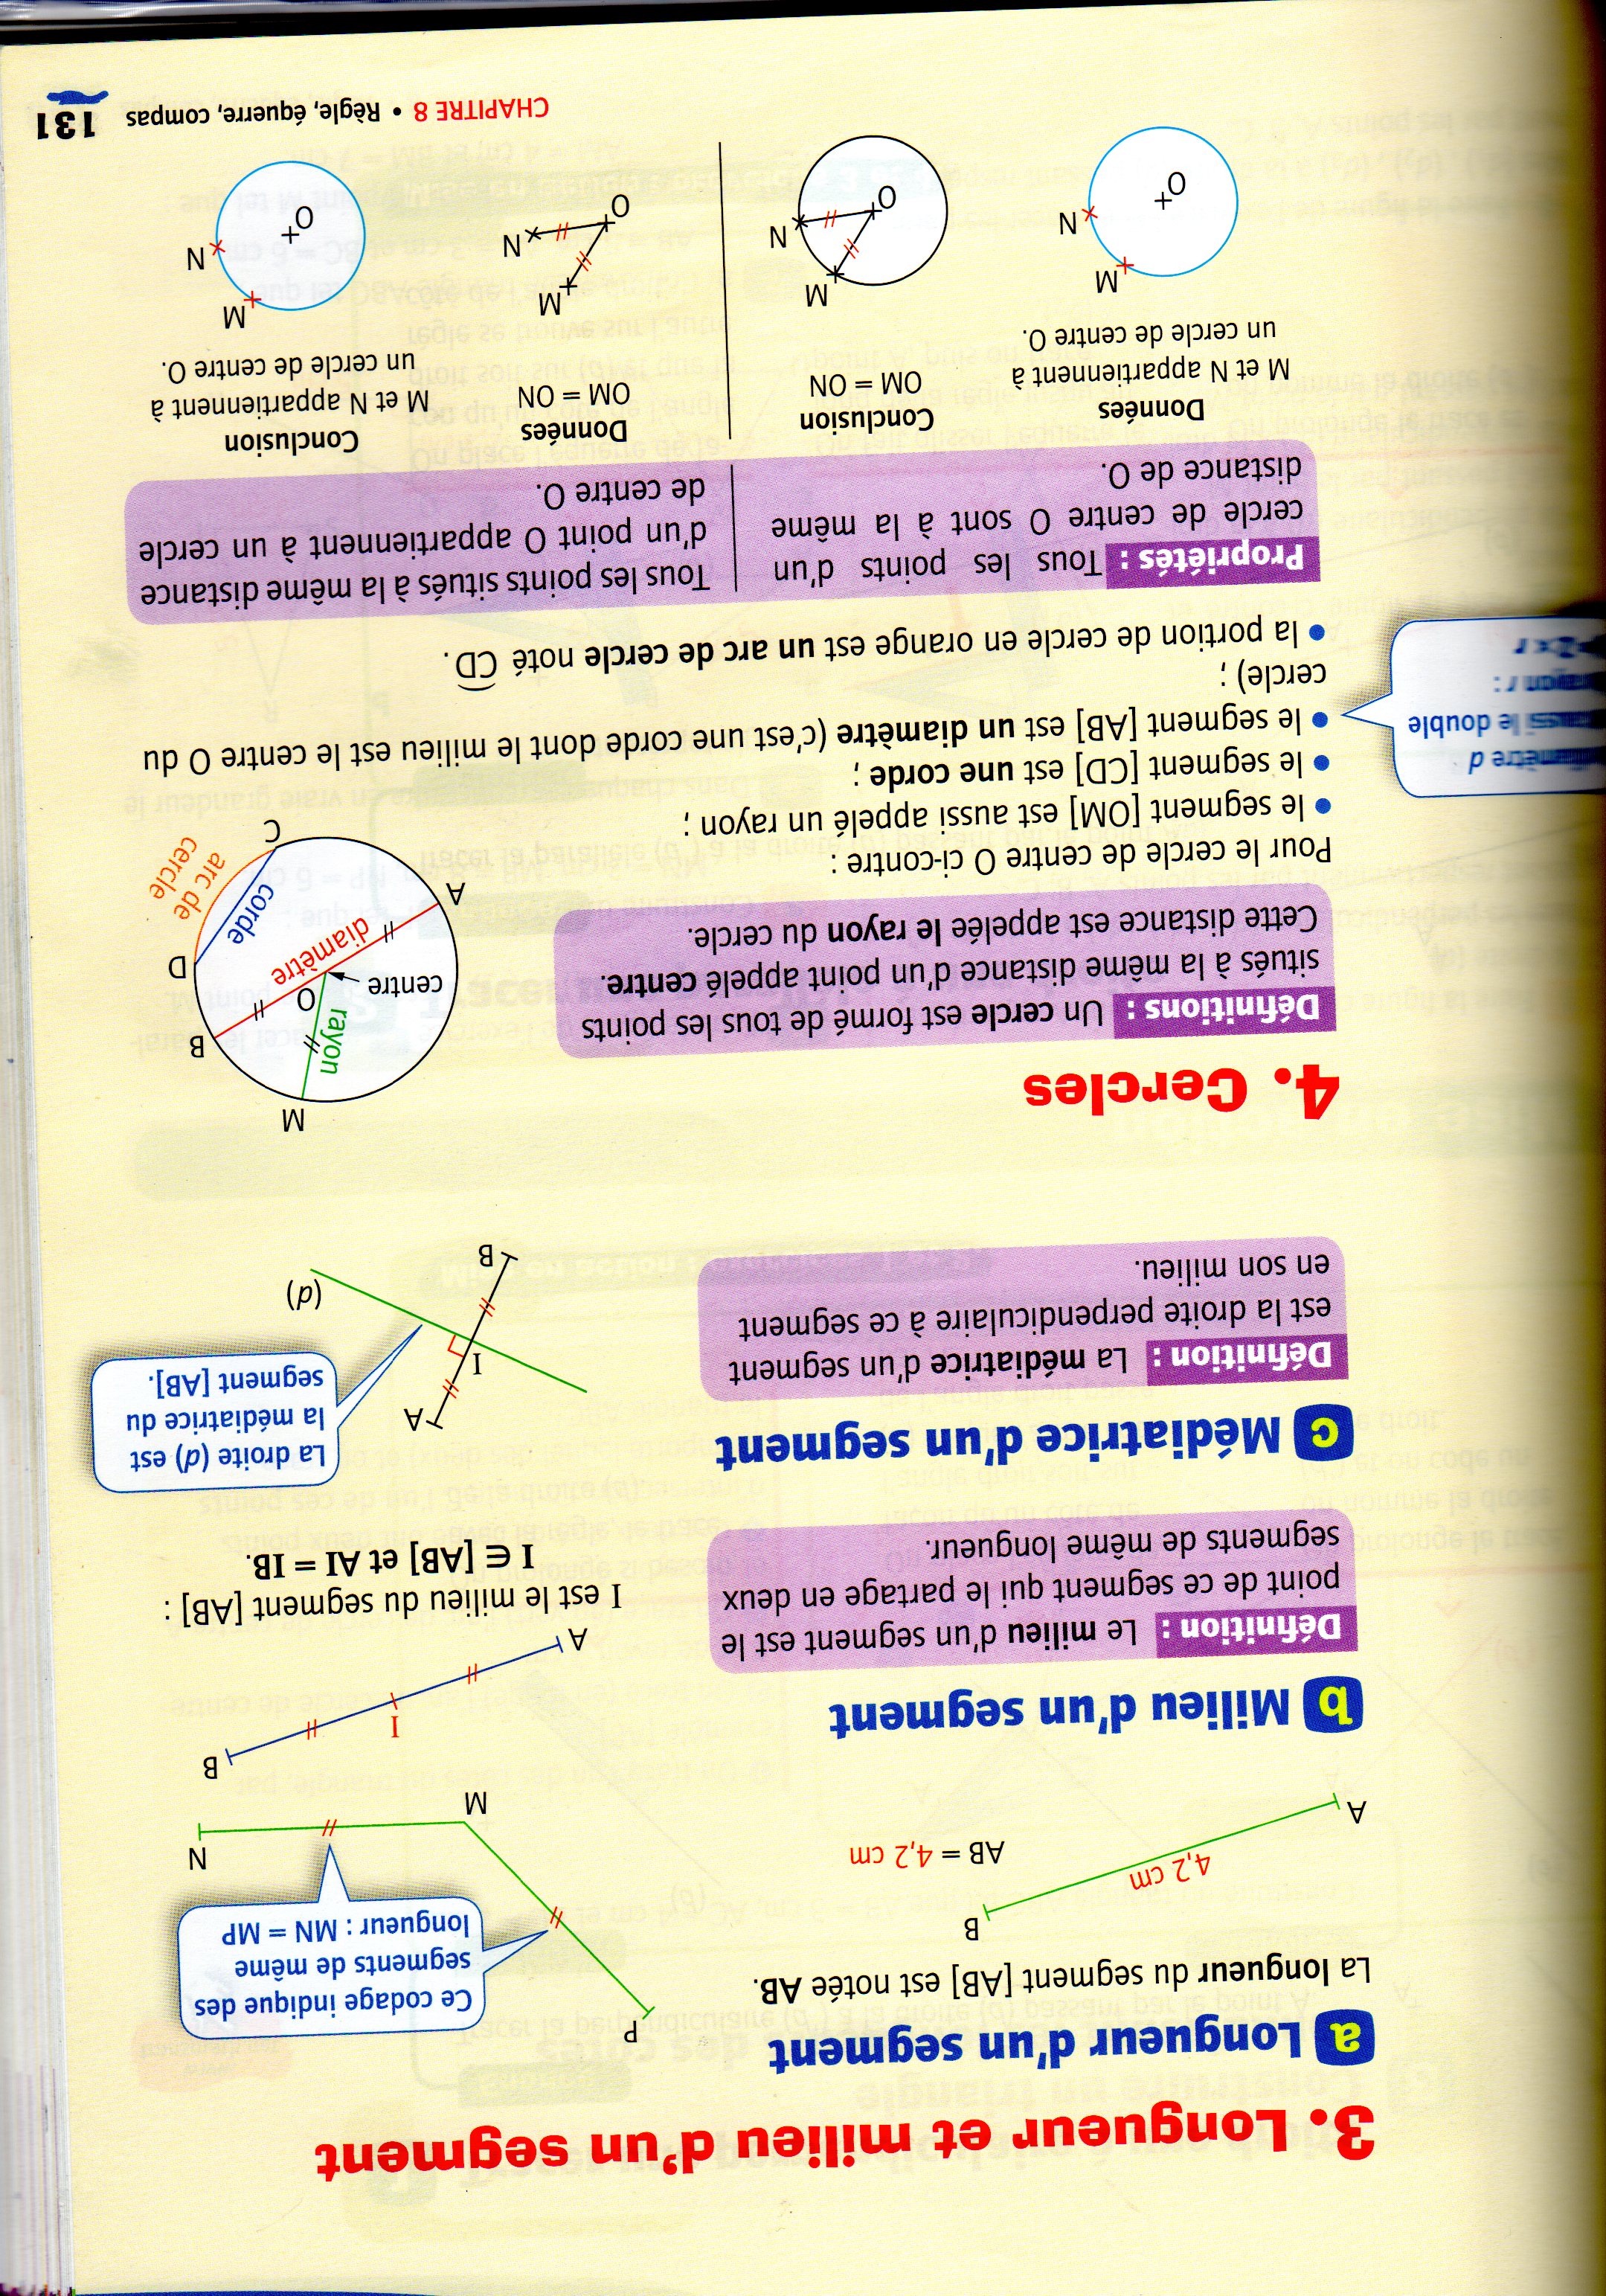 3. Longueur et milieu d'un segment
a Longueur d'un segment
La longueur du segment [AB] est notée AB.
B
4,2 cm
A
AB = 4,2 cm
P
Ce codage indique des
segments de même
longueur : MN = MP
N
M
b Milieu d'un segment
Définition : Le milieu d'un segment est le
point de ce segment qui le partage en deux
segments de même longueur.
B
I
A
I est le milieu du segment [AB] :
I ∈ [AB] et AI = IB.
c Médiatrice d'un segment
Définition : La médiatrice d'un segment
est la droite perpendiculaire à ce segment
en son milieu.
La droite (d) est
la médiatrice du
segment [AB].
A
I
(d)
B
4. Cercles
Définitions : Un cercle est formé de tous les points
situés à la même distance d'un point appelé centre.
Cette distance est appelée le rayon du cercle.
M
B
rayon
O
centre
D
diamètre
corde
A
arc de
cercle
C
Pour le cercle de centre O ci-contre :
• le segment [OM] est aussi appelé un rayon ;
• le segment [CD] est une corde ;
• le segment [AB] est un diamètre (c'est une corde dont le milieu est le centre O du
cercle) ;
• la portion de cercle en orange est un arc de cercle noté CD.
diamètre d
aussi le double
rayon r :
2 × r
Propriétés : Tous les points d'un
cercle de centre O sont à la même
distance de O.
Tous les points situés à la même distance
d'un point O appartiennent à un cercle
de centre O.
Données
M et N appartiennent à
un cercle de centre O.
M
N
O
Conclusion
OM = ON
M
N
O
Données
OM = ON
M
N
O
Conclusion
M et N appartiennent à
un cercle de centre O.
M
N
O
CHAPITRE 8 • Règle, équerre, compas 131